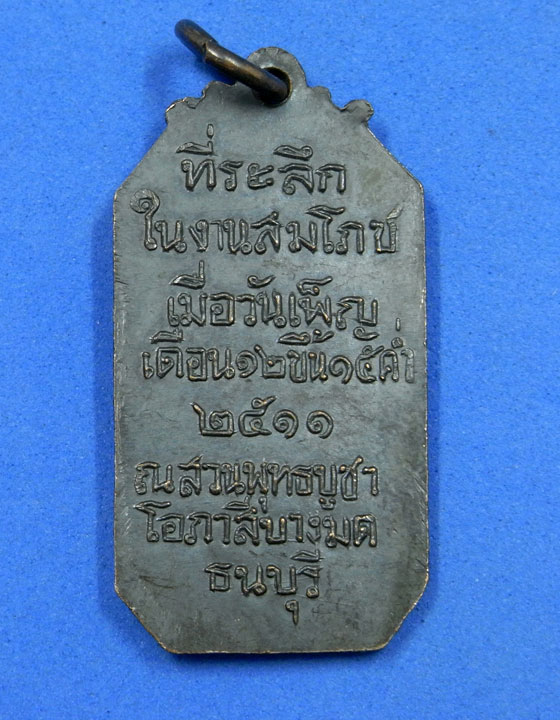 ที่ระลึก
ในงานสมโภช
เมื่อวันเพ็ญ
เดือน๑๒ขึ้น๑๕ค่ำ
๒๕๑๑
ณสวนพุทธบูชา
โอภาสีบางมด
ธนบุรี